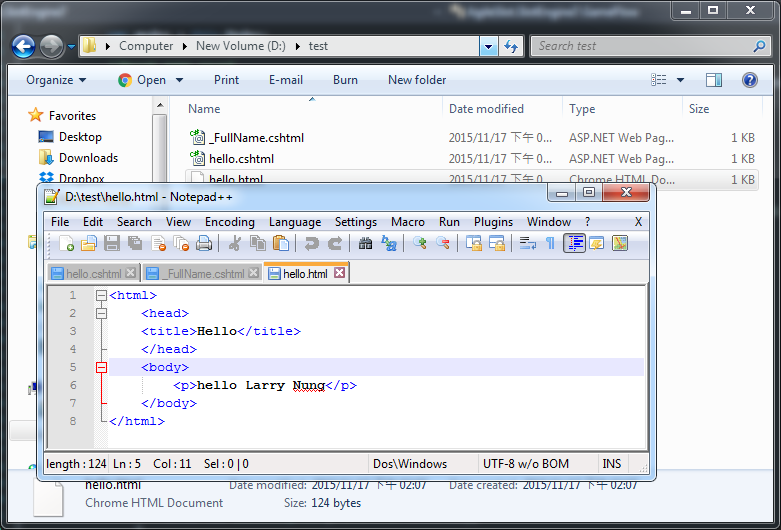 Computer New Volume (D:) test
Search test
Organize Open Print E-mail Burn New folder
Favorites
Desktop
Downloads
Dropbox
Name Date modified Type Size
_FullName.cshtml 2015/11/17 下午 0... ASP.NET Web Pag... 1 KB
hello.cshtml 2015/11/17 下午 0... ASP.NET Web Pag... 1 KB
hello.html 2015/11/17 下午 0... Chrome HTML Do... 1 KB
D:\test\hello.html - Notepad++
File Edit Search View Encoding Language Settings Macro Run Plugins Window ? X
hello.cshtml _FullName.cshtml hello.html
1 <html>
2 <head>
3 <title>Hello</title>
4 </head>
5 <body>
6 <p>hello Larry Nung</p>
7 </body>
8 </html>
length : 124 Ln : 5 Col : 11 Sel : 0 | 0 Dos\Windows UTF-8 w/o BOM INS
hello.html Date modified: 2015/11/17 下午 02:07 Date created: 2015/11/17 下午 02:07
Chrome HTML Document Size: 124 bytes